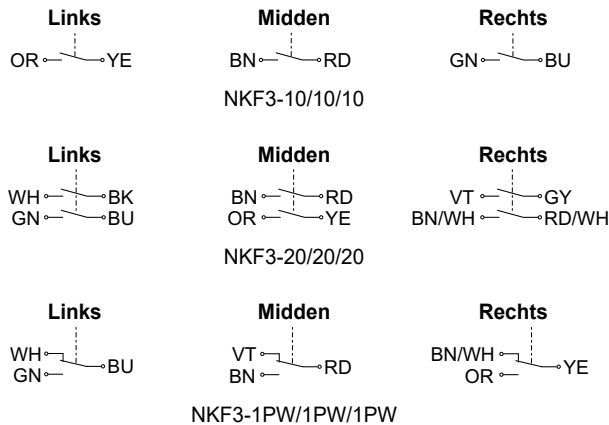 Links Midden Rechts
OR YE BN RD GN BU
NKF3-10/10/10
Links Midden Rechts
WH BK BN RD VT GY
GN BU OR YE BN/WH RD/WH
NKF3-20/20/20
Links Midden Rechts
WH VT BN/WH
BU RD YE
GN BN OR
NKF3-1PW/1PW/1PW